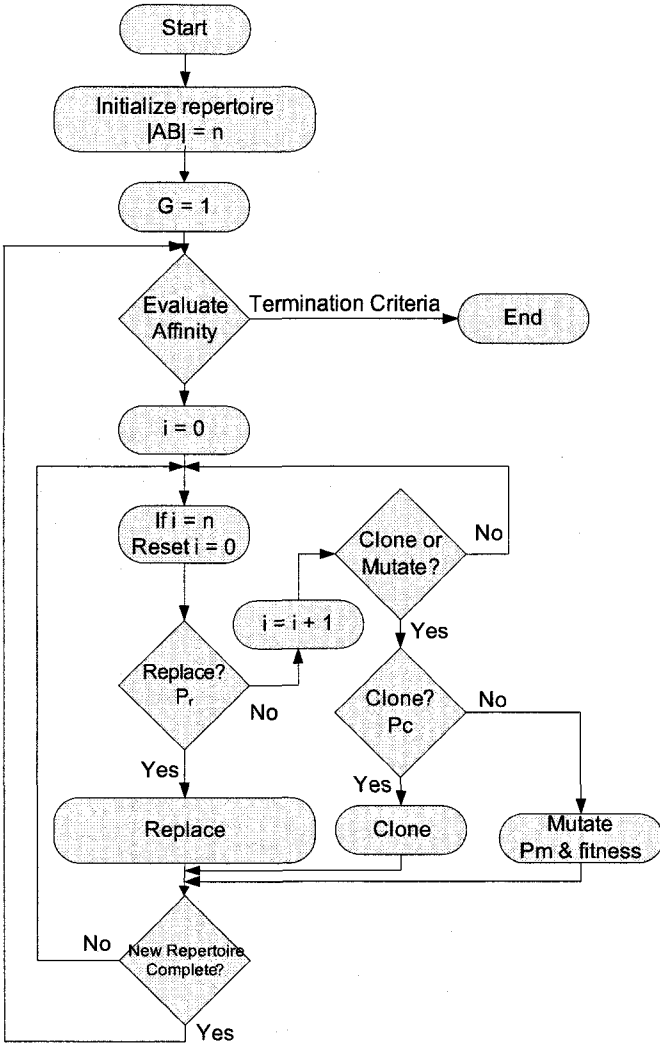 Start
Initialize repertoire
|AB| = n
G = 1
Evaluate
Affinity
Termination Criteria
End
i = 0
If i = n
Reset i = 0
Clone or
Mutate?
No
i = i + 1
Yes
Replace?
Pr
No
Clone?
Pc
No
Yes
Yes
Replace
Clone
Mutate
Pm & fitness
No
New Repertoire
Complete?
Yes